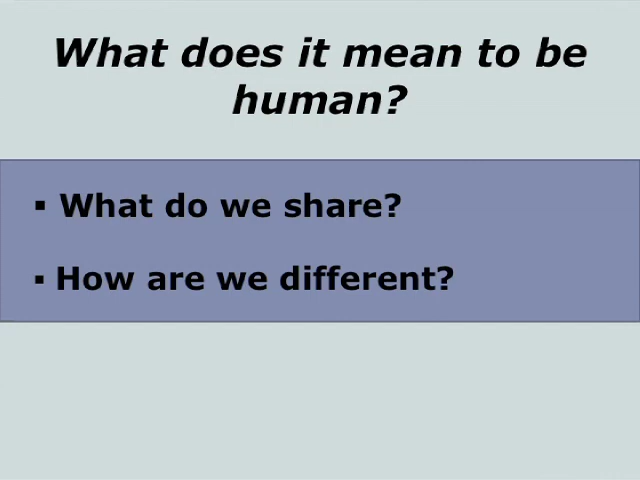 What does it mean to be
human?
▪ What do we share?
▪ How are we different?